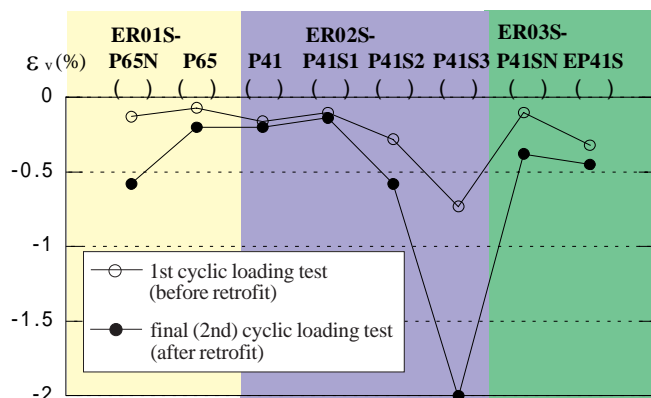 ER01S- ER02S- ER03S-
ε v (%) P65N P65 P41 P41S1 P41S2 P41S3 P41SN EP41S
( ) ( ) ( ) ( ) ( ) ( ) ( ) ( )
0
-0.5
-1
1st cyclic loading test
(before retrofit)
-1.5
final (2nd) cyclic loading test
(after retrofit)
-2